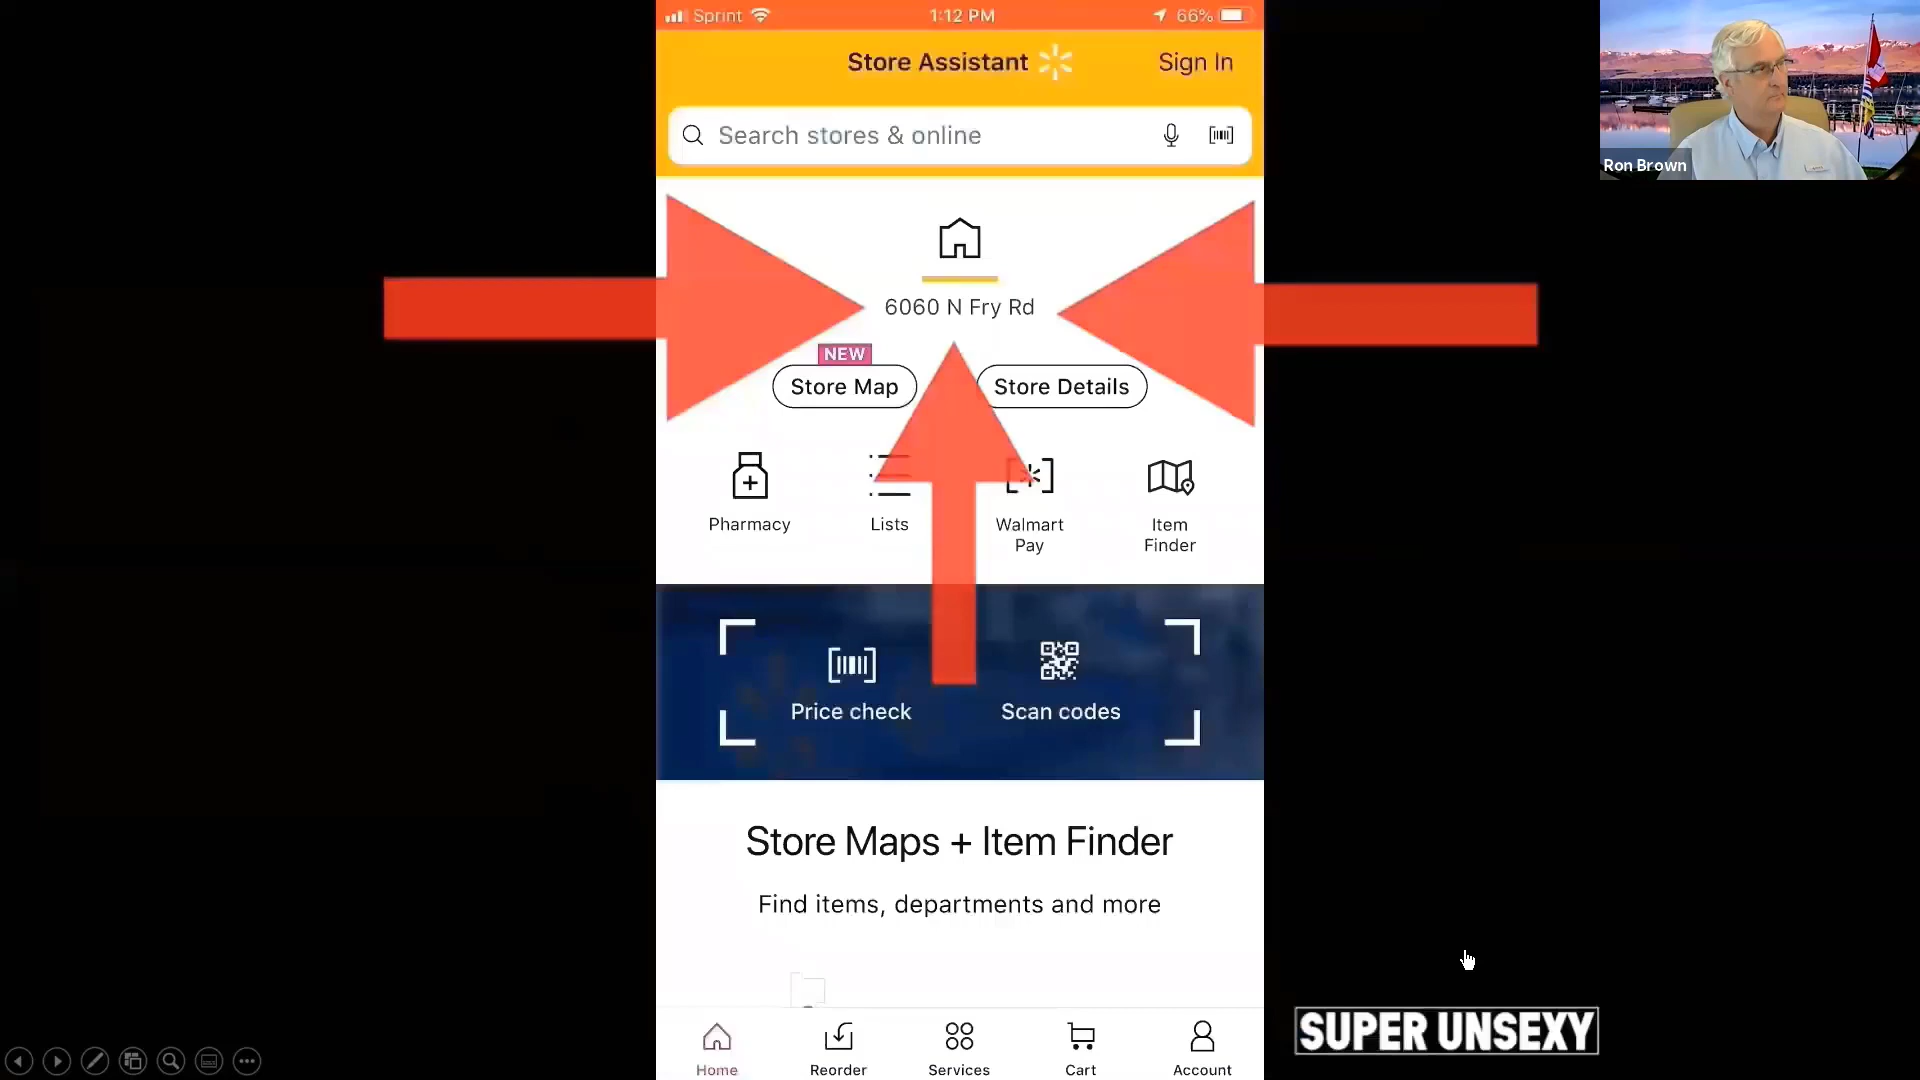 Sprint
1:12 PM
66%
Store Assistant
Sign In
Search stores & online
Ron Brown
6060 N Fry Rd
NEW
Store Map
Store Details
Pharmacy
Lists
Walmart
Pay
Item
Finder
Price check
Scan codes
Store Maps + Item Finder
Find items, departments and more
SUPER UNSEXY
Home
Reorder
Services
Cart
Account